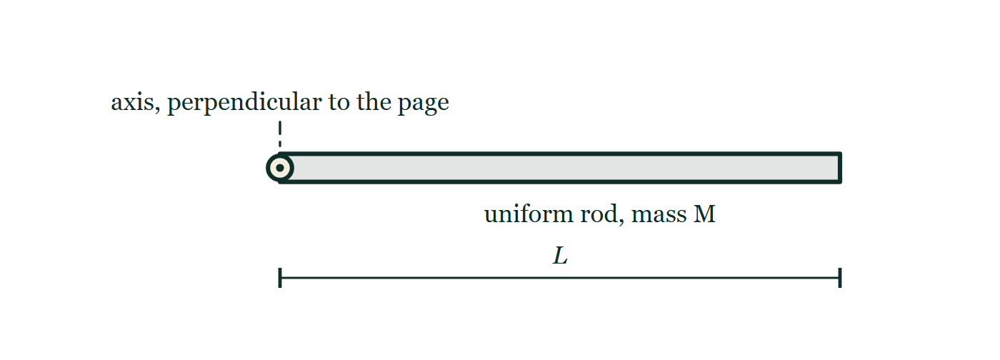 axis, perpendicular to the page
uniform rod, mass M
L